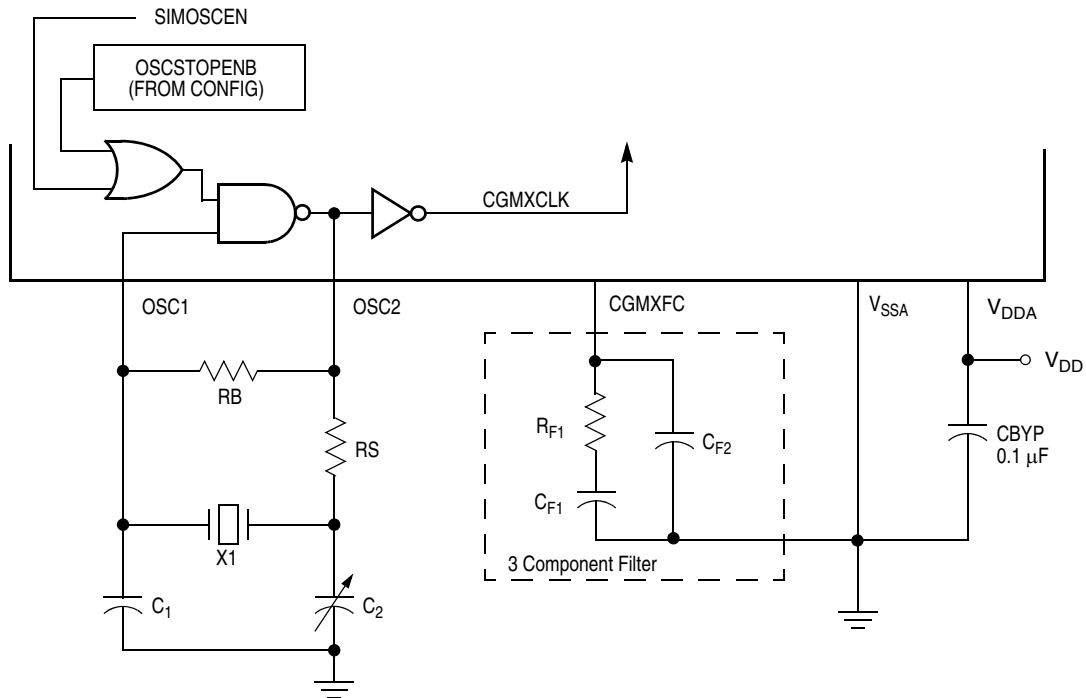 SIMOSCEN
OSCSTOPENB
(FROM CONFIG)
CGMXCLK
OSC1
OSC2
CGMXFC
VSSA
VDDA
VDD
RB
RS
RF1
CF2
CBYP
0.1 μF
CF1
X1
3 Component Filter
C1
C2